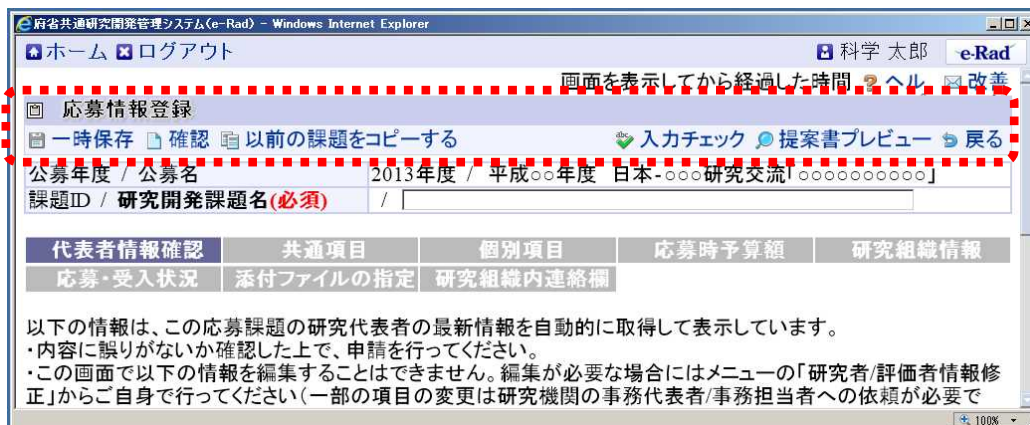 府省共通研究開発管理システム(e-Rad) - Windows Internet Explorer
ホーム ログアウト 科学 太郎 e-Rad
画面を表示してから経過した時間 ? ヘル 改善
応募情報登録
一時保存 確認 以前の課題をコピーする 入力チェック 提案書プレビュー 戻る
公募年度 / 公募名 2013年度 / 平成○○年度 日本-○○○研究交流「○○○○○○○○○○」
課題ID / 研究開発課題名(必須) /
代表者情報確認 共通項目 個別項目 応募時予算額 研究組織情報
応募・受入状況 添付ファイルの指定 研究組織内連絡欄
以下の情報は、この応募課題の研究代表者の最新情報を自動的に取得して表示しています。
・内容に誤りがないか確認した上で、申請を行ってください。
・この画面で以下の情報を編集することはできません。編集が必要な場合にはメニューの「研究者/評価者情報修
正」からご自身で行ってください（一部の項目の変更は研究機関の事務代表者/事務担当者への依頼が必要で
100%